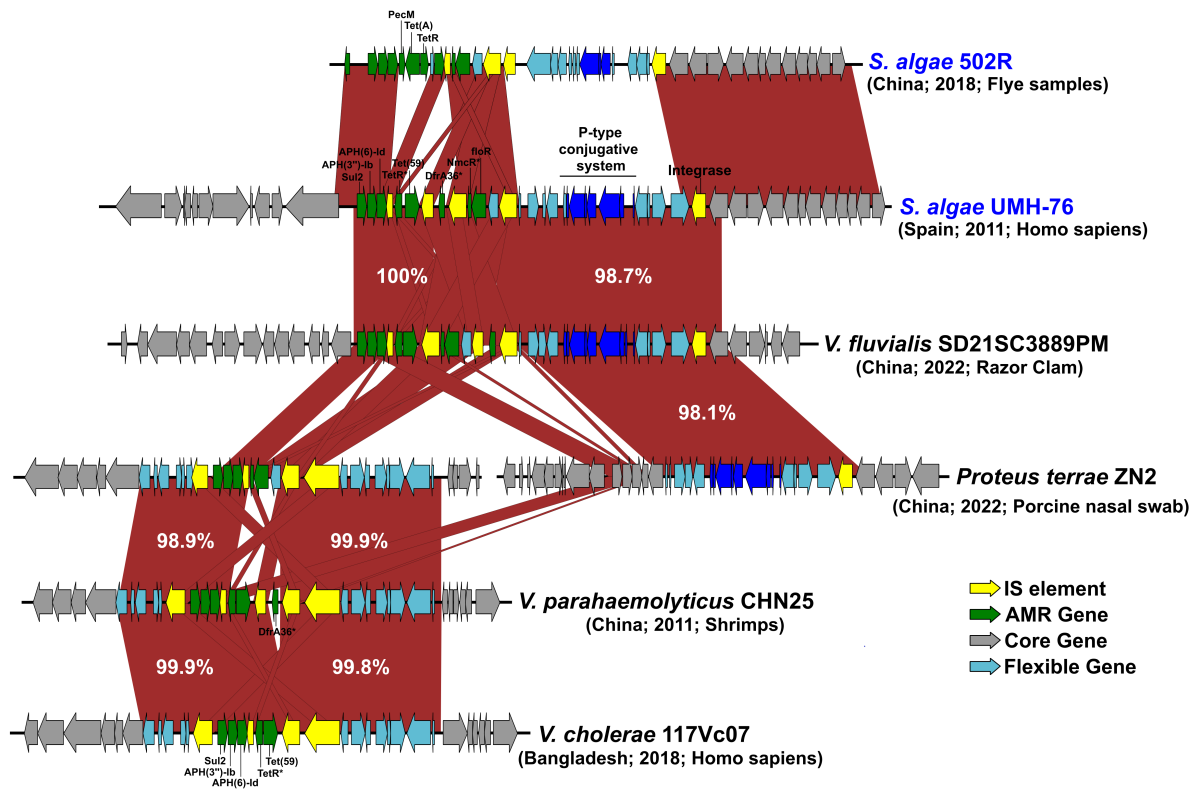 PecM
Tet(A)
TetR
S. algae 502R
(China; 2018; Flye samples)
P-type
conjugative
system
APH(6)-Id
APH(3")-Ib
Sul2
TetR*
Tet(59)
DfrA36*
NmcR*
floR
Integrase
S. algae UMH-76
(Spain; 2011; Homo sapiens)
100%
98.7%
V. fluvialis SD21SC3889PM
(China; 2022; Razor Clam)
98.1%
Proteus terrae ZN2
(China; 2022; Porcine nasal swab)
98.9%
99.9%
V. parahaemolyticus CHN25
(China; 2011; Shrimps)
DfrA36*
99.9%
99.8%
V. cholerae 117Vc07
(Bangladesh; 2018; Homo sapiens)
Sul2
APH(3")-Ib
APH(6)-Id
Tet(59)
TetR*
IS element
AMR Gene
Core Gene
Flexible Gene